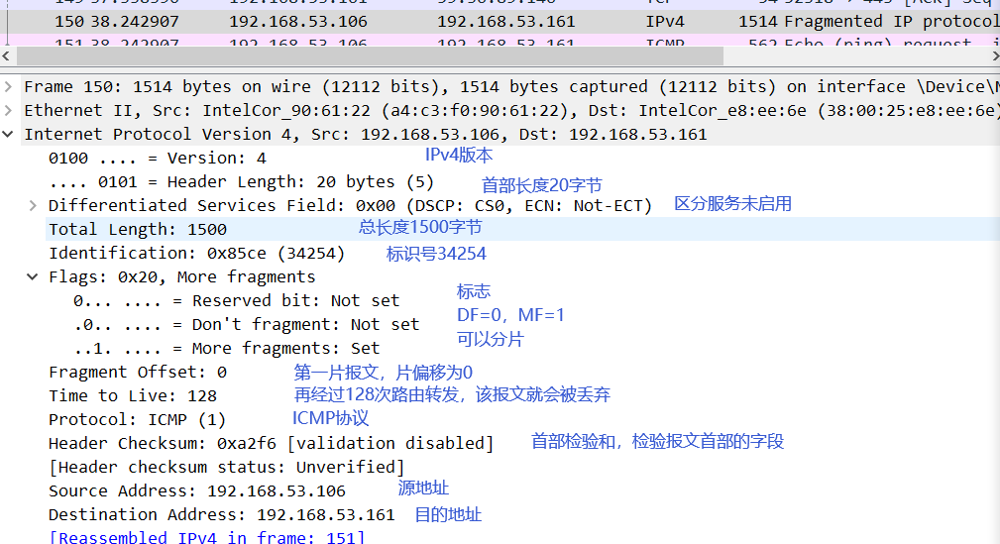 150 38.242907 192.168.53.106 192.168.53.161 IPv4 1514 Fragmented IP protocol
151 38.242907 192.168.53.106 192.168.53.161 ICMP 562 Echo (ping) request,
Frame 150: 1514 bytes on wire (12112 bits), 1514 bytes captured (12112 bits) on interface \Device\N
Ethernet II, Src: IntelCor_90:61:22 (a4:c3:f0:90:61:22), Dst: IntelCor_e8:ee:6e (38:00:25:e8:ee:6e)
Internet Protocol Version 4, Src: 192.168.53.106, Dst: 192.168.53.161
0100 .... = Version: 4 IPv4版本
.... 0101 = Header Length: 20 bytes (5) 首部长度20字节
Differentiated Services Field: 0x00 (DSCP: CS0, ECN: Not-ECT) 区分服务未启用
Total Length: 1500 总长度1500字节
Identification: 0x85ce (34254) 标识号34254
Flags: 0x20, More fragments
0... .... = Reserved bit: Not set 标志
.0.. .... = Don't fragment: Not set DF=0，MF=1
..1. .... = More fragments: Set 可以分片
Fragment Offset: 0 第一片报文，片偏移为0
Time to Live: 128 再经过128次路由转发，该报文就会被丢弃
Protocol: ICMP (1) ICMP协议
Header Checksum: 0xa2f6 [validation disabled] 首部检验和，检验报文首部的字段
[Header checksum status: Unverified]
Source Address: 192.168.53.106 源地址
Destination Address: 192.168.53.161 目的地址
[Reassembled IPv4 in frame: 151]